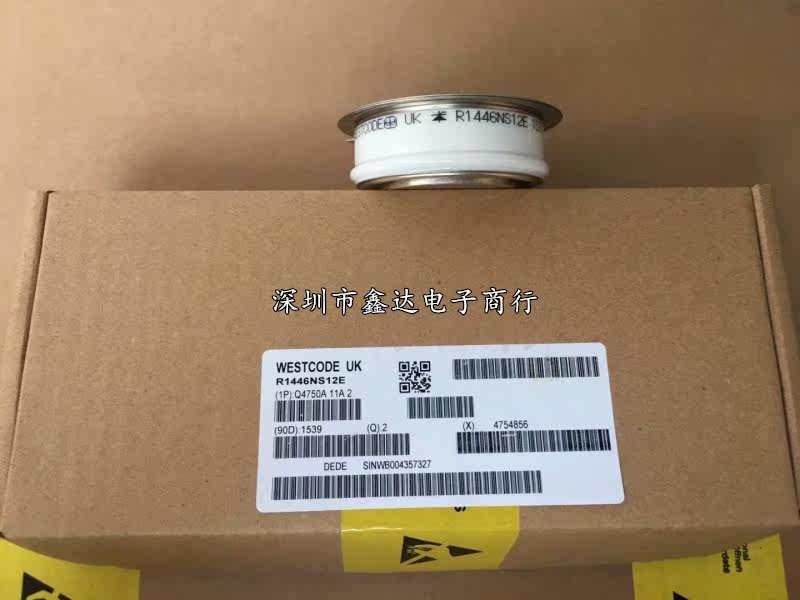 WESTCODE UK R1446NS12E
深圳市鑫达电子商行
WESTCODE UK
R1446NS12E
(1P):Q4750A 11A 2
(90D):1539 (Q):2 (X): 4754856
DEDE SINWB004357327